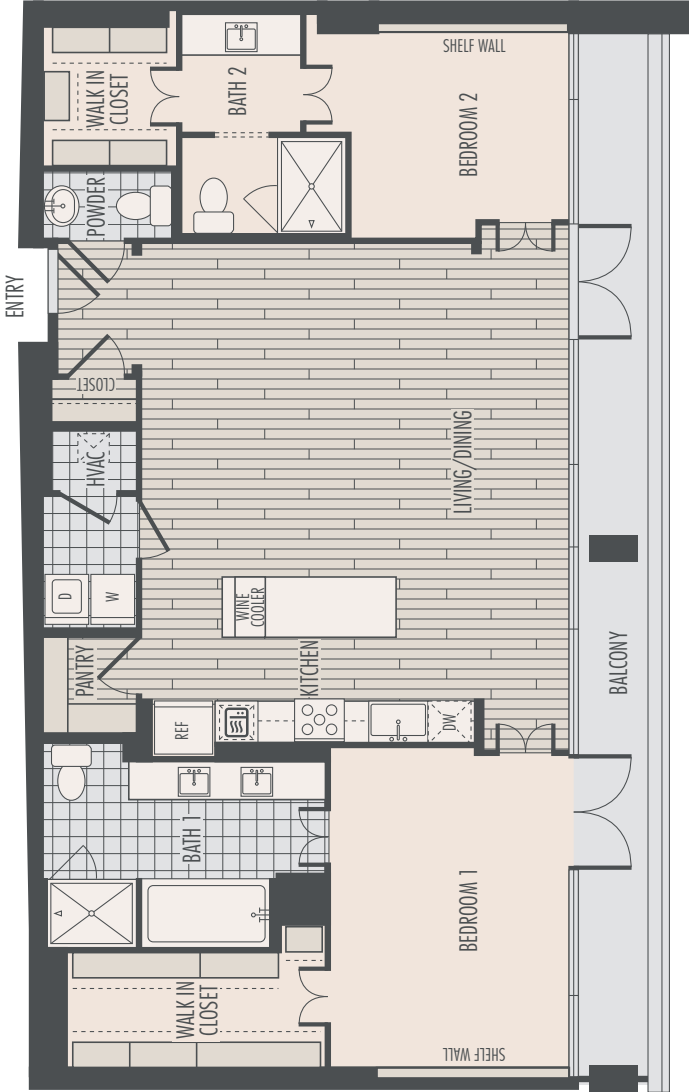 SHELF WALL
WALK IN
CLOSET
BATH 2
BEDROOM 2
POWDER
ENTRY
CLOSET
HVAC
LIVING/DINING
D
W
WINE
COOLER
BALCONY
PANTRY
KITCHEN
REF
DW
BATH 1
BEDROOM 1
WALK IN
CLOSET
SHELF WALL